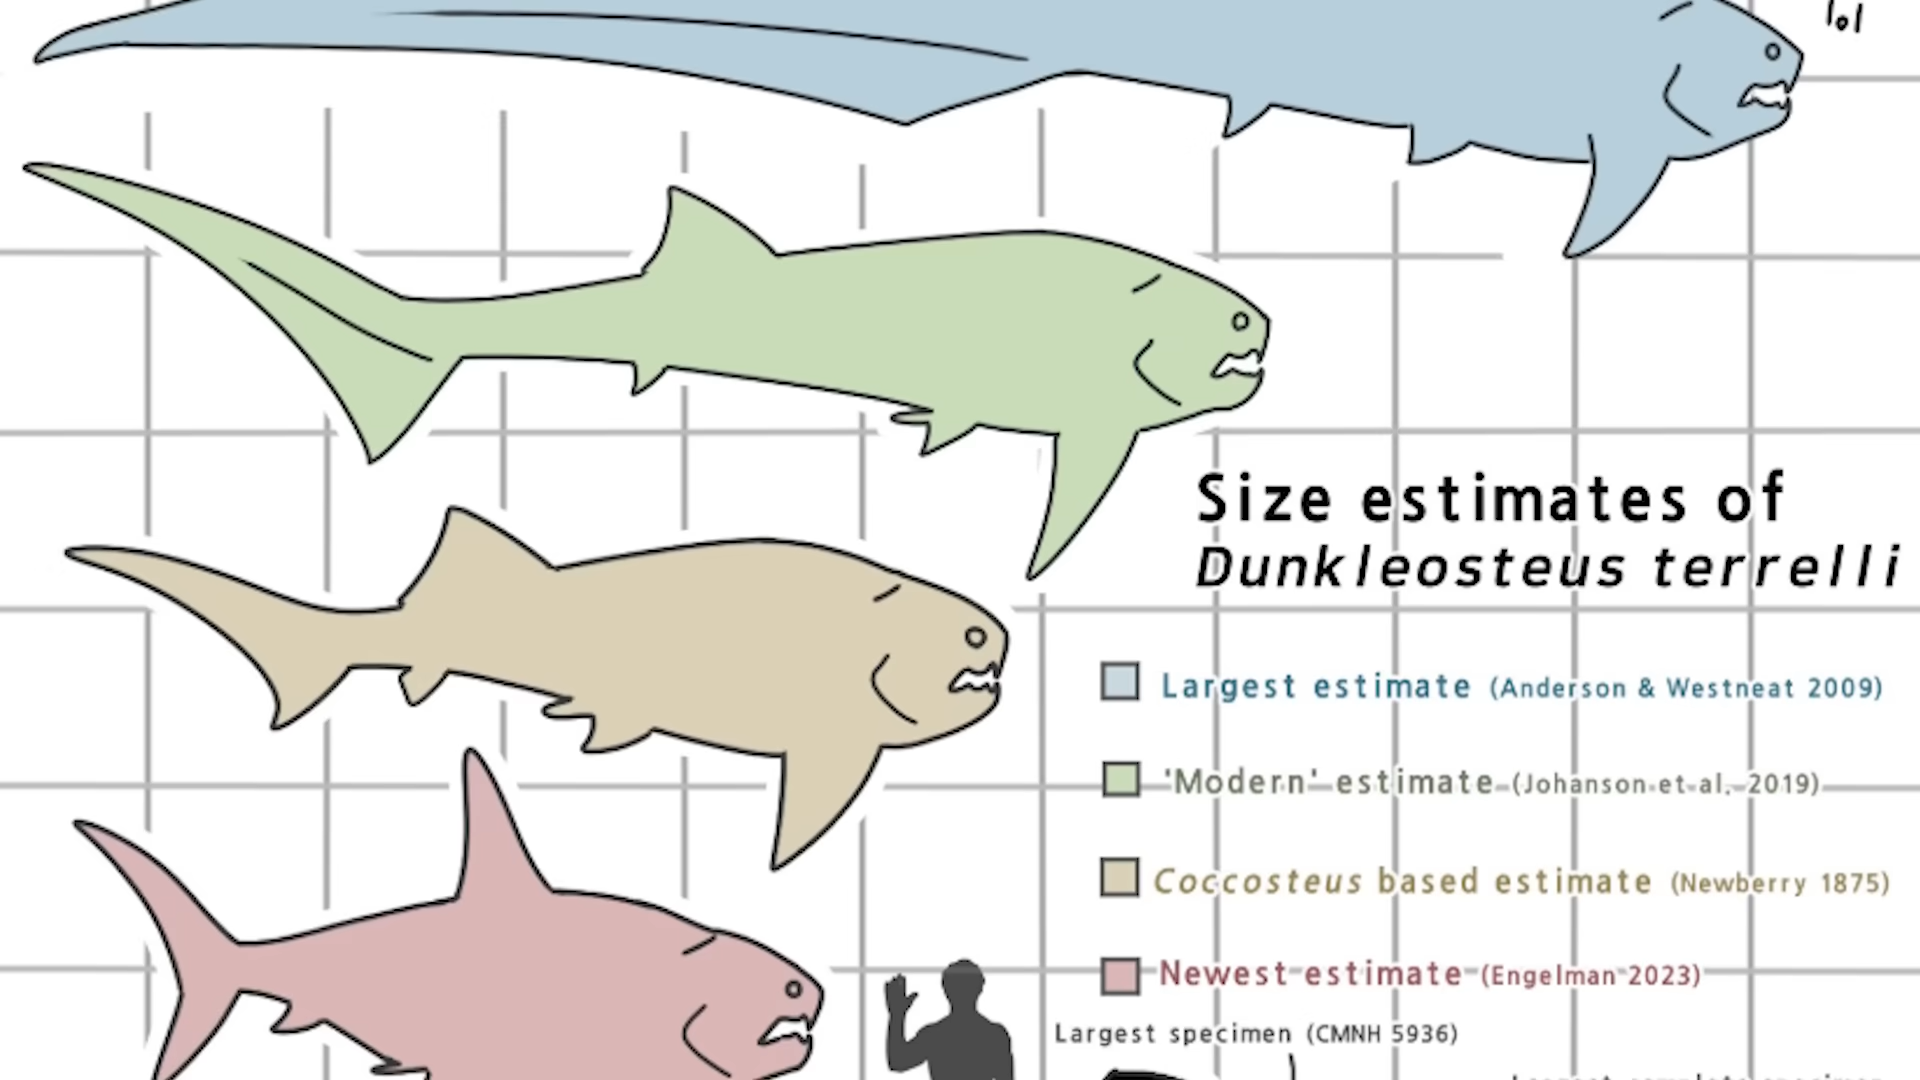 lol
Size estimates of
Dunkleosteus terrelli
Largest estimate (Anderson & Westneat 2009)
'Modern' estimate (Johanson et al. 2019)
Coccosteus based estimate (Newberry 1875)
Newest estimate (Engelman 2023)
Largest specimen (CMNH 5936)